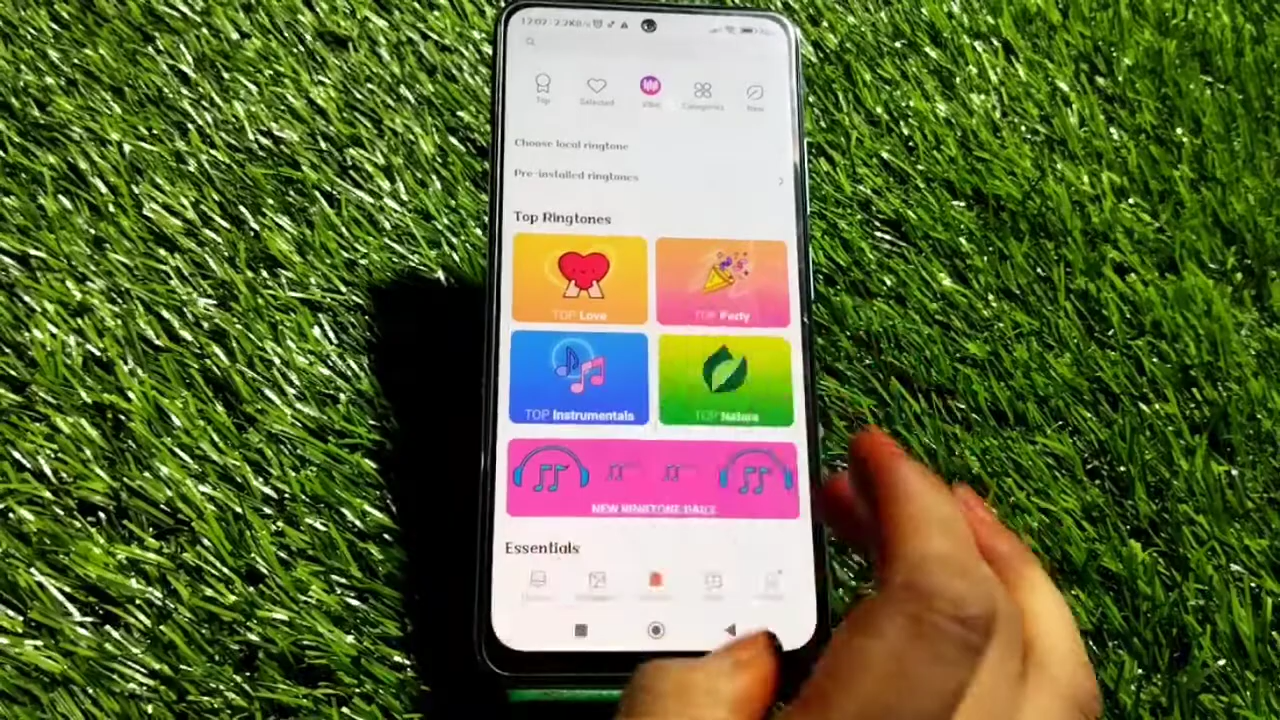 Top Selected Vibe Categories New
Choose local ringtone
Pre-installed ringtones
Top Ringtones
TOP Love TOP Party
TOP Instrumentals TOP Nature
NEW RINGTONE DAILY
Essentials